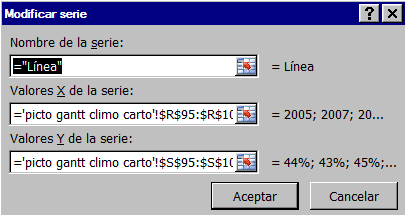 Modificar serie
Nombre de la serie:
="Línea"
= Línea
Valores X de la serie:
='picto gantt climo carto'!$R$95:$R$10
= 2005; 2007; 20...
Valores Y de la serie:
='picto gantt climo carto'!$S$95:$S$10
= 44%; 43%; 45%;...
Aceptar
Cancelar